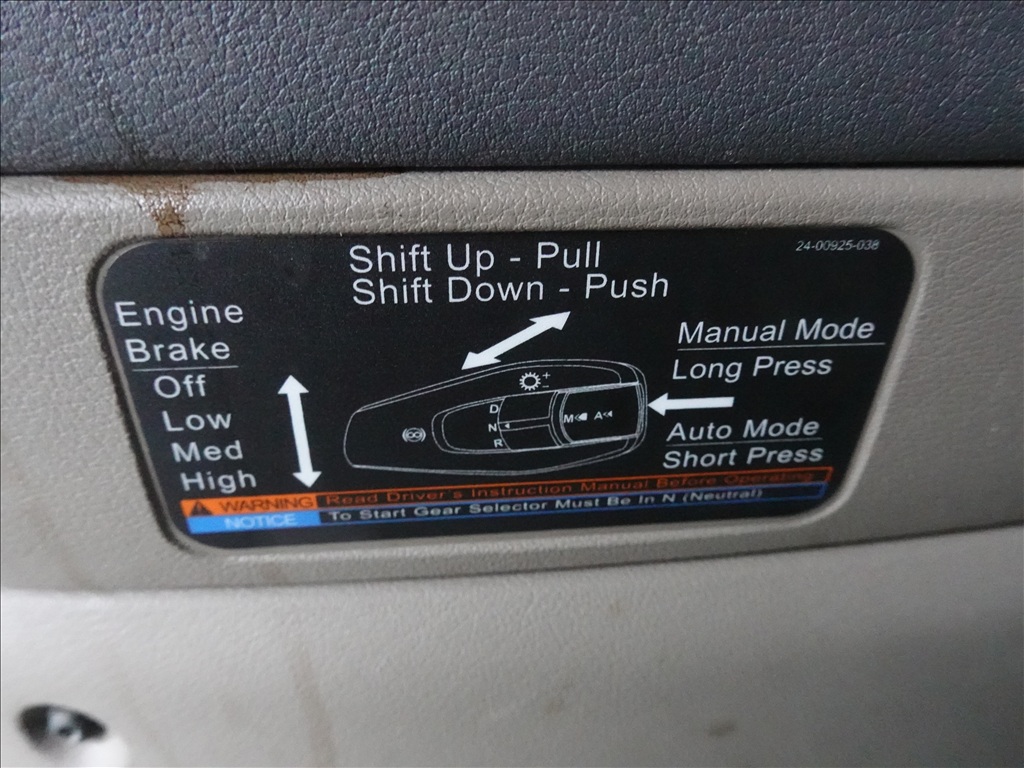 24-00925-038
Shift Up - Pull
Shift Down - Push
Engine
Brake
Off
Low
Med
High
Manual Mode
Long Press
Auto Mode
Short Press
+
-
D
N
R
M
A
WARNING Read Driver's Instruction Manual Before Operating
NOTICE To Start Gear Selector Must Be In N (Neutral)